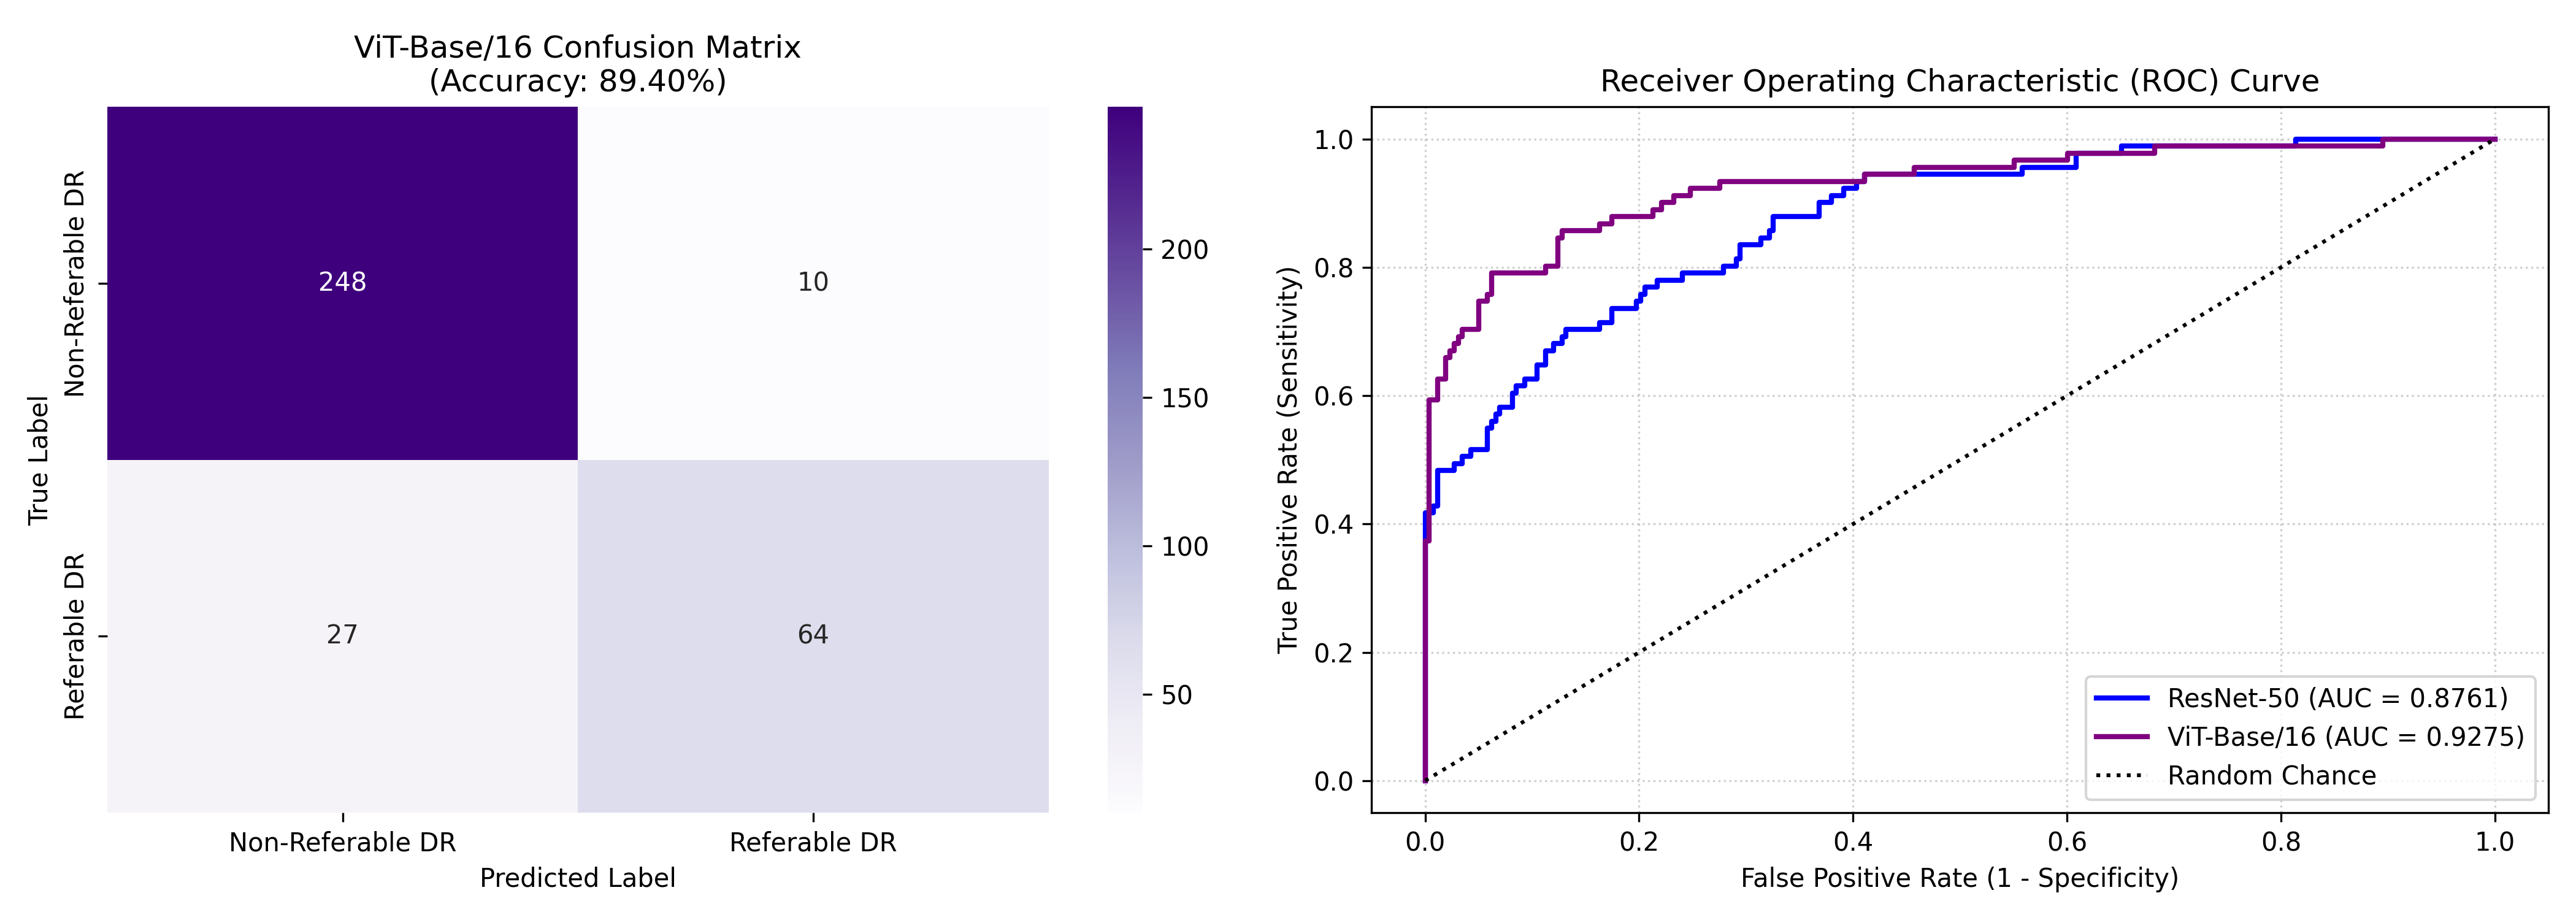 ViT-Base/16 Confusion Matrix
(Accuracy: 89.40%)
True Label
Non-Referable DR
Referable DR
248
10
27
64
Non-Referable DR
Referable DR
Predicted Label
200
150
100
50
Receiver Operating Characteristic (ROC) Curve
True Positive Rate (Sensitivity)
1.0
0.8
0.6
0.4
0.2
0.0
ResNet-50 (AUC = 0.8761)
ViT-Base/16 (AUC = 0.9275)
Random Chance
0.0
0.2
0.4
0.6
0.8
1.0
False Positive Rate (1 - Specificity)